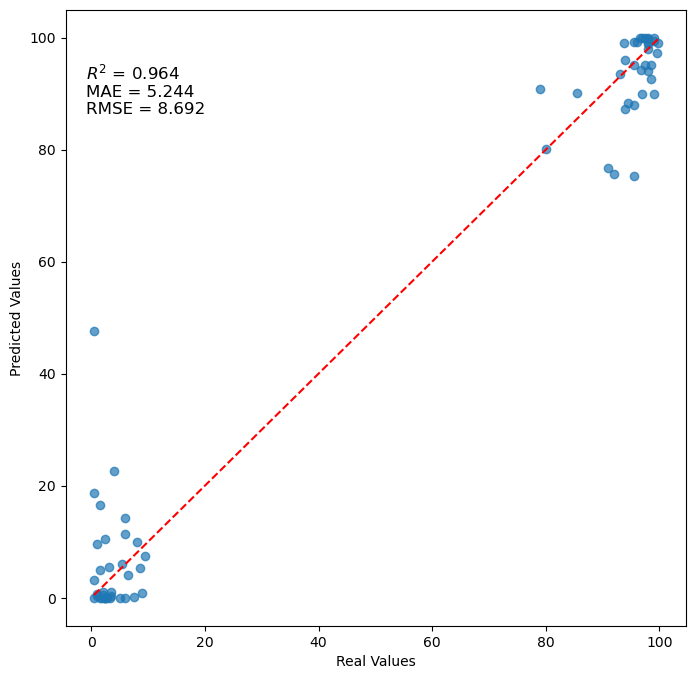 100
80
60
40
20
0
Predicted Values
R² = 0.964
MAE = 5.244
RMSE = 8.692
0 20 40 60 80 100
Real Values